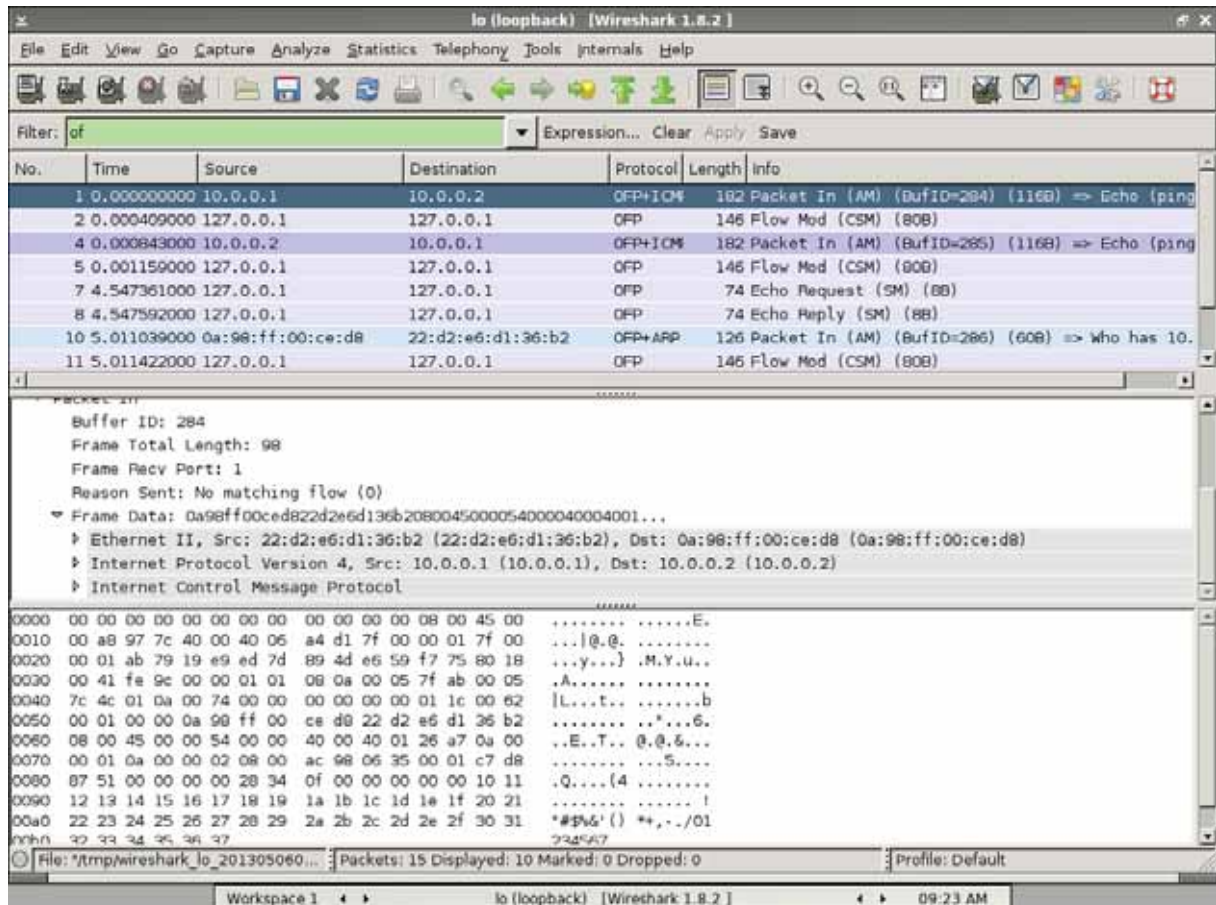 lo (loopback) [Wireshark 1.8.2 ]
File Edit View Go Capture Analyze Statistics Telephony Tools Internals Help
Filter: of Expression... Clear Apply Save
No. Time Source Destination Protocol Length Info
1 0.000000000 10.0.0.1 10.0.0.2 OFP+ICM 182 Packet In (AM) (BufID=284) (116B) => Echo (ping
2 0.000409000 127.0.0.1 127.0.0.1 OFP 146 Flow Mod (CSM) (80B)
4 0.000843000 10.0.0.2 10.0.0.1 OFP+ICM 182 Packet In (AM) (BufID=285) (116B) => Echo (ping
5 0.001159000 127.0.0.1 127.0.0.1 OFP 146 Flow Mod (CSM) (80B)
7 4.547361000 127.0.0.1 127.0.0.1 OFP 74 Echo Request (SM) (8B)
8 4.547592000 127.0.0.1 127.0.0.1 OFP 74 Echo Reply (SM) (8B)
10 5.011039000 0a:98:ff:00:ce:d8 22:d2:e6:d1:36:b2 OFP+ARP 126 Packet In (AM) (BufID=286) (60B) => Who has 10.
11 5.011422000 127.0.0.1 127.0.0.1 OFP 146 Flow Mod (CSM) (80B)
Packet In
Buffer ID: 284
Frame Total Length: 98
Frame Recv Port: 1
Reason Sent: No matching flow (0)
Frame Data: 0a98ff00ced822d2e6d136b2080045000054000040004001...
Ethernet II, Src: 22:d2:e6:d1:36:b2 (22:d2:e6:d1:36:b2), Dst: 0a:98:ff:00:ce:d8 (0a:98:ff:00:ce:d8)
Internet Protocol Version 4, Src: 10.0.0.1 (10.0.0.1), Dst: 10.0.0.2 (10.0.0.2)
Internet Control Message Protocol
0000 00 00 00 00 00 00 00 00 00 00 00 00 08 00 45 00 ........ ......E.
0010 00 a8 97 7c 40 00 40 06 a4 d1 7f 00 00 01 7f 00 ...|@.@. ........
0020 00 01 ab 79 19 e9 ed 7d 89 4d e6 59 f7 75 80 18 ...y...} .M.Y.u..
0030 00 41 fe 9c 00 00 01 01 08 0a 00 05 7f ab 00 05 .A...... ........
0040 7c 4c 01 0a 00 74 00 00 00 00 00 00 01 1c 00 62 |L...t.. .......b
0050 00 01 00 00 0a 98 ff 00 ce d8 22 d2 e6 d1 36 b2 ........ .."...6.
0060 08 00 45 00 00 54 00 00 40 00 40 01 26 a7 0a 00 ..E..T.. @.@.&...
0070 00 01 0a 00 00 02 08 00 ac 98 06 35 00 01 c7 d8 ........ ...5....
0080 87 51 00 00 00 00 28 34 0f 00 00 00 00 00 10 11 .Q....(4 ........
0090 12 13 14 15 16 17 18 19 1a 1b 1c 1d 1e 1f 20 21 ........ ...... !
00a0 22 23 24 25 26 27 28 29 2a 2b 2c 2d 2e 2f 30 31 "#$%&'() *+,-./01
00b0 32 33 34 35 36 37 234567
File: "/tmp/wireshark_lo_201305060... Packets: 15 Displayed: 10 Marked: 0 Dropped: 0 Profile: Default
Workspace 1 lo (loopback) [Wireshark 1.8.2 ] 09:23 AM